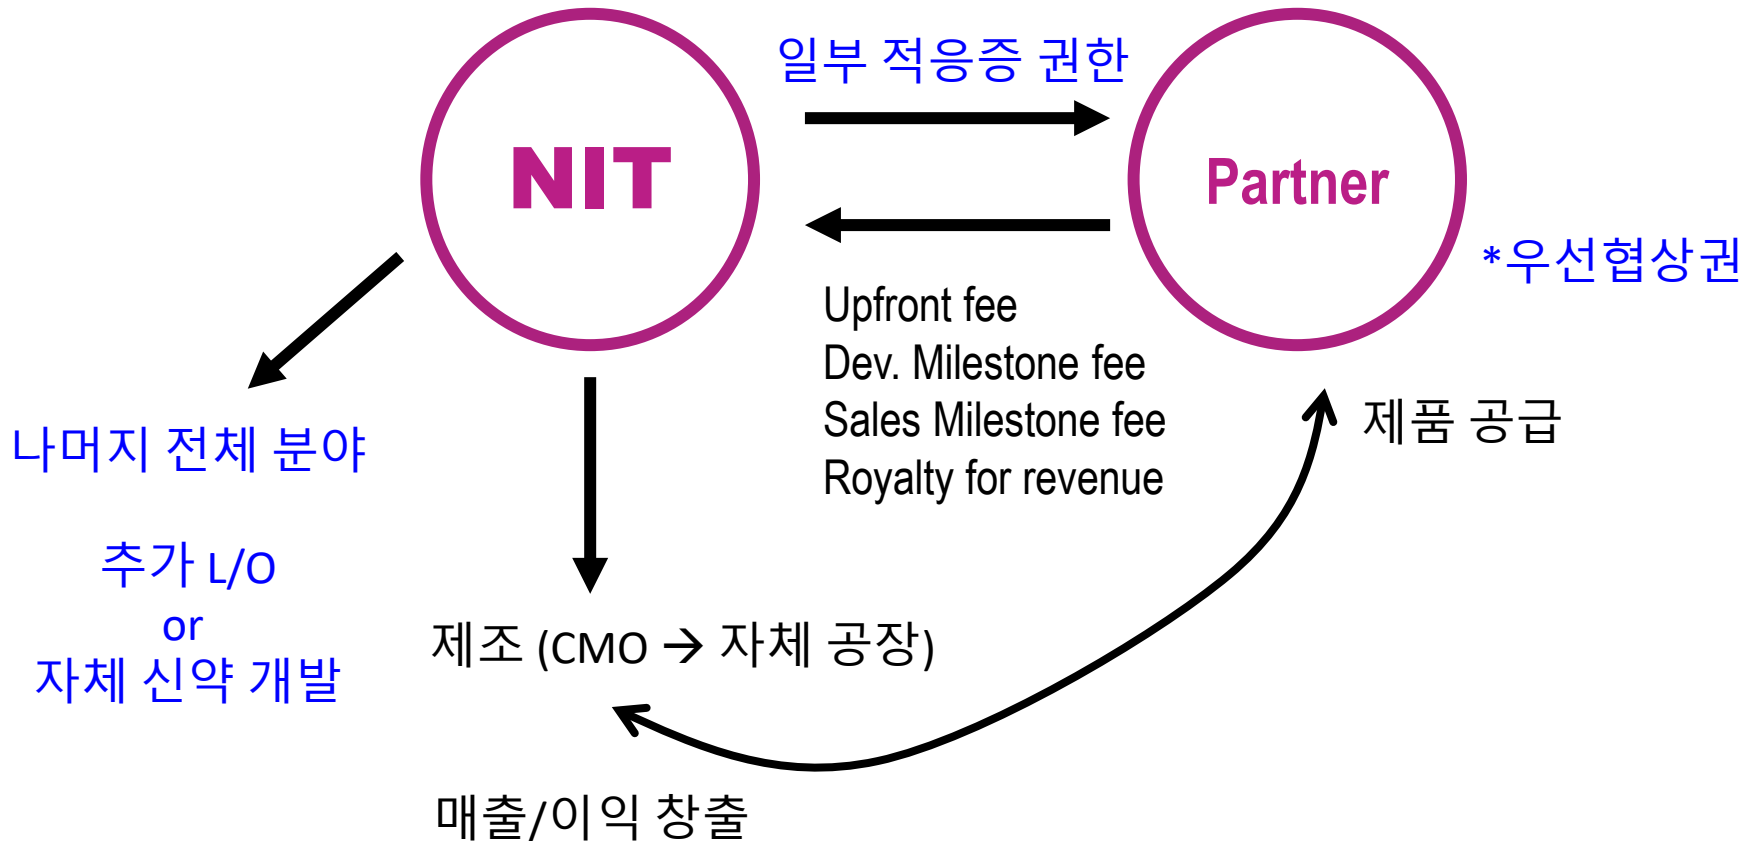 일부 적응증 권한
NIT
Partner
*우선협상권
Upfront fee
Dev. Milestone fee
Sales Milestone fee
Royalty for revenue
제품 공급
나머지 전체 분야
추가 L/O
or
자체 신약 개발
제조 (CMO → 자체 공장)
매출/이익 창출